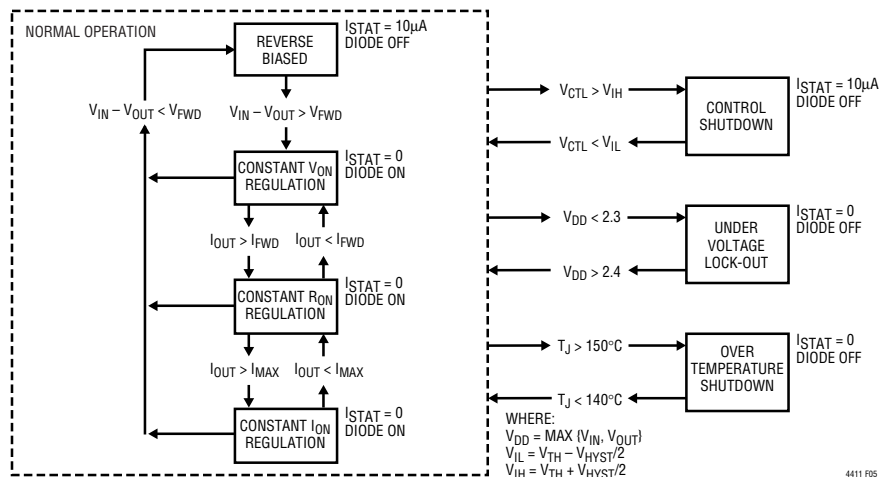 NORMAL OPERATION
REVERSE
BIASED
ISTAT = 10µA
DIODE OFF
VIN – VOUT < VFWD
VIN – VOUT > VFWD
CONSTANT VON
REGULATION
ISTAT = 0
DIODE ON
IOUT > IFWD
IOUT < IFWD
CONSTANT RON
REGULATION
ISTAT = 0
DIODE ON
IOUT > IMAX
IOUT < IMAX
CONSTANT ION
REGULATION
ISTAT = 0
DIODE ON
VCTL > VIH
VCTL < VIL
CONTROL
SHUTDOWN
ISTAT = 10µA
DIODE OFF
VDD < 2.3
VDD > 2.4
UNDER
VOLTAGE
LOCK-OUT
ISTAT = 0
DIODE OFF
TJ > 150°C
TJ < 140°C
OVER
TEMPERATURE
SHUTDOWN
ISTAT = 0
DIODE OFF
WHERE:
VDD = MAX {VIN, VOUT}
VIL = VTH – VHYST/2
VIH = VTH + VHYST/2
4411 F05